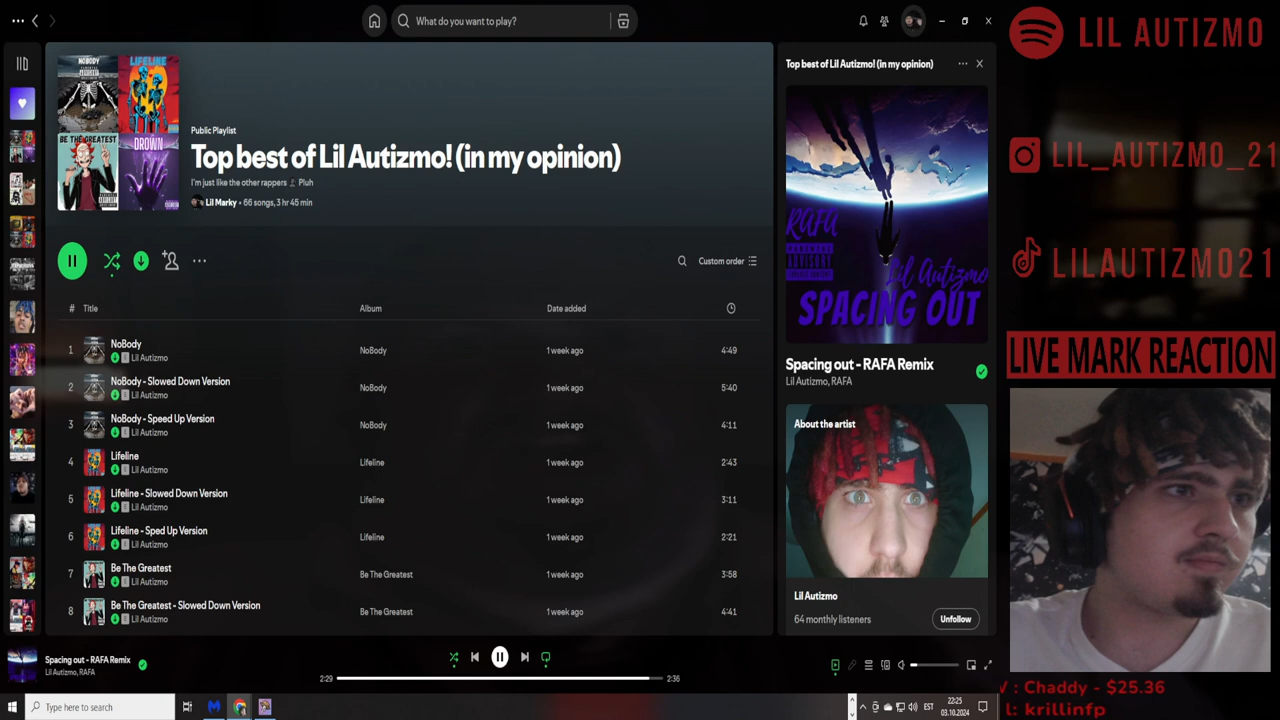 What do you want to play?
Public Playlist
Top best of Lil Autizmo! (in my opinion)
I'm just like the other rappers Pluh
Lil Marky • 66 songs, 3 hr 45 min
Custom order
# Title Album Date added
1 NoBody NoBody 1 week ago 4:49
E Lil Autizmo
2 NoBody - Slowed Down Version NoBody 1 week ago 5:40
E Lil Autizmo
3 NoBody - Speed Up Version NoBody 1 week ago 4:11
E Lil Autizmo
4 Lifeline Lifeline 1 week ago 2:43
E Lil Autizmo
5 Lifeline - Slowed Down Version Lifeline 1 week ago 3:11
E Lil Autizmo
6 Lifeline - Sped Up Version Lifeline 1 week ago 2:21
E Lil Autizmo
7 Be The Greatest Be The Greatest 1 week ago 3:58
E Lil Autizmo
8 Be The Greatest - Slowed Down Version Be The Greatest 1 week ago 4:41
E Lil Autizmo
NOBODY
LIFELINE
BE THE GREATEST
DROWN
Top best of Lil Autizmo! (in my opinion)
RAFA
Lil Autizmo
SPACING OUT
Spacing out - RAFA Remix
Lil Autizmo, RAFA
About the artist
Lil Autizmo
64 monthly listeners
Unfollow
LIL AUTIZMO
LIL_AUTIZMO_21
LILAUTIZMO21
LIVE MARK REACTION
: Chaddy - $25.36
l: krillinfp
Spacing out - RAFA Remix
Lil Autizmo, RAFA
2:29
2:36
Type here to search
EST
22:25
03.10.2024